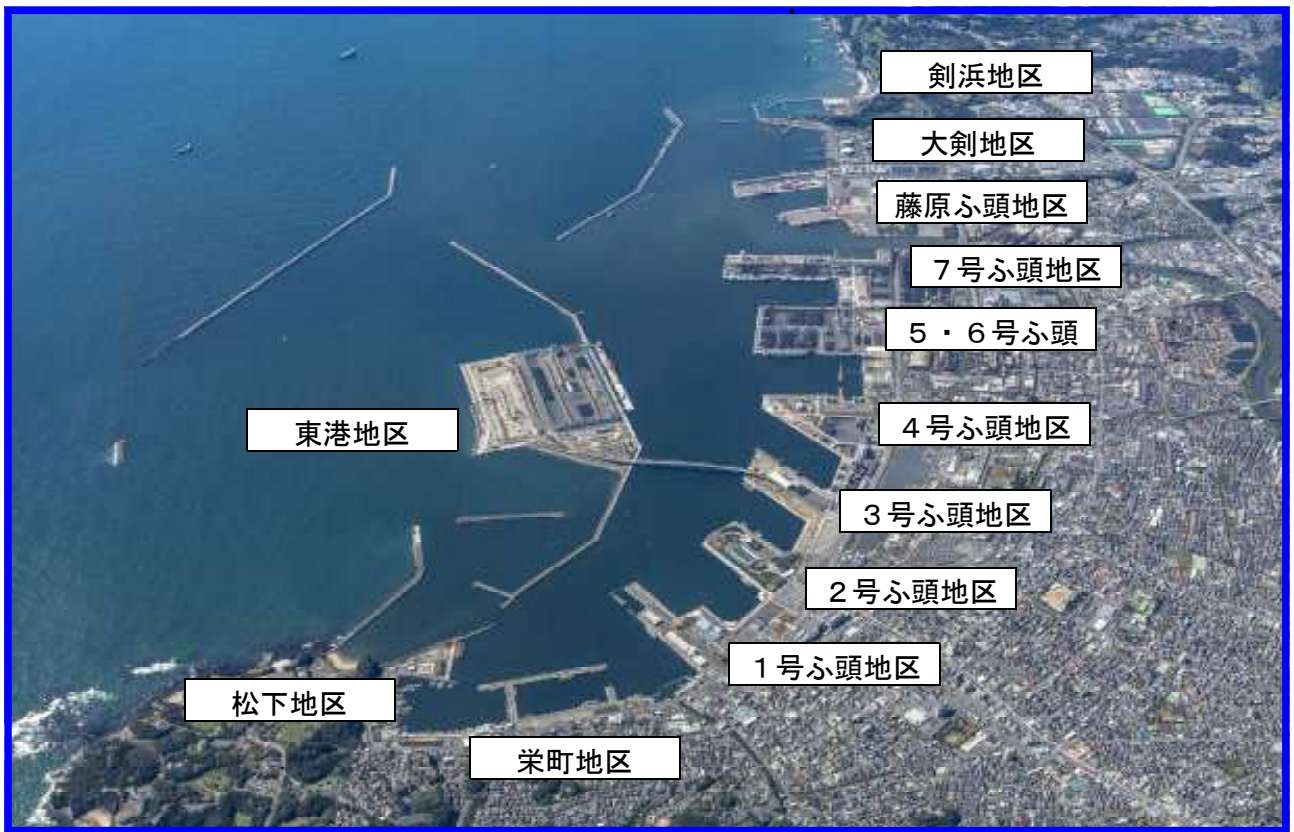 剣浜地区
大剣地区
藤原ふ頭地区
７号ふ頭地区
５・６号ふ頭
東港地区
４号ふ頭地区
３号ふ頭地区
２号ふ頭地区
１号ふ頭地区
松下地区
栄町地区